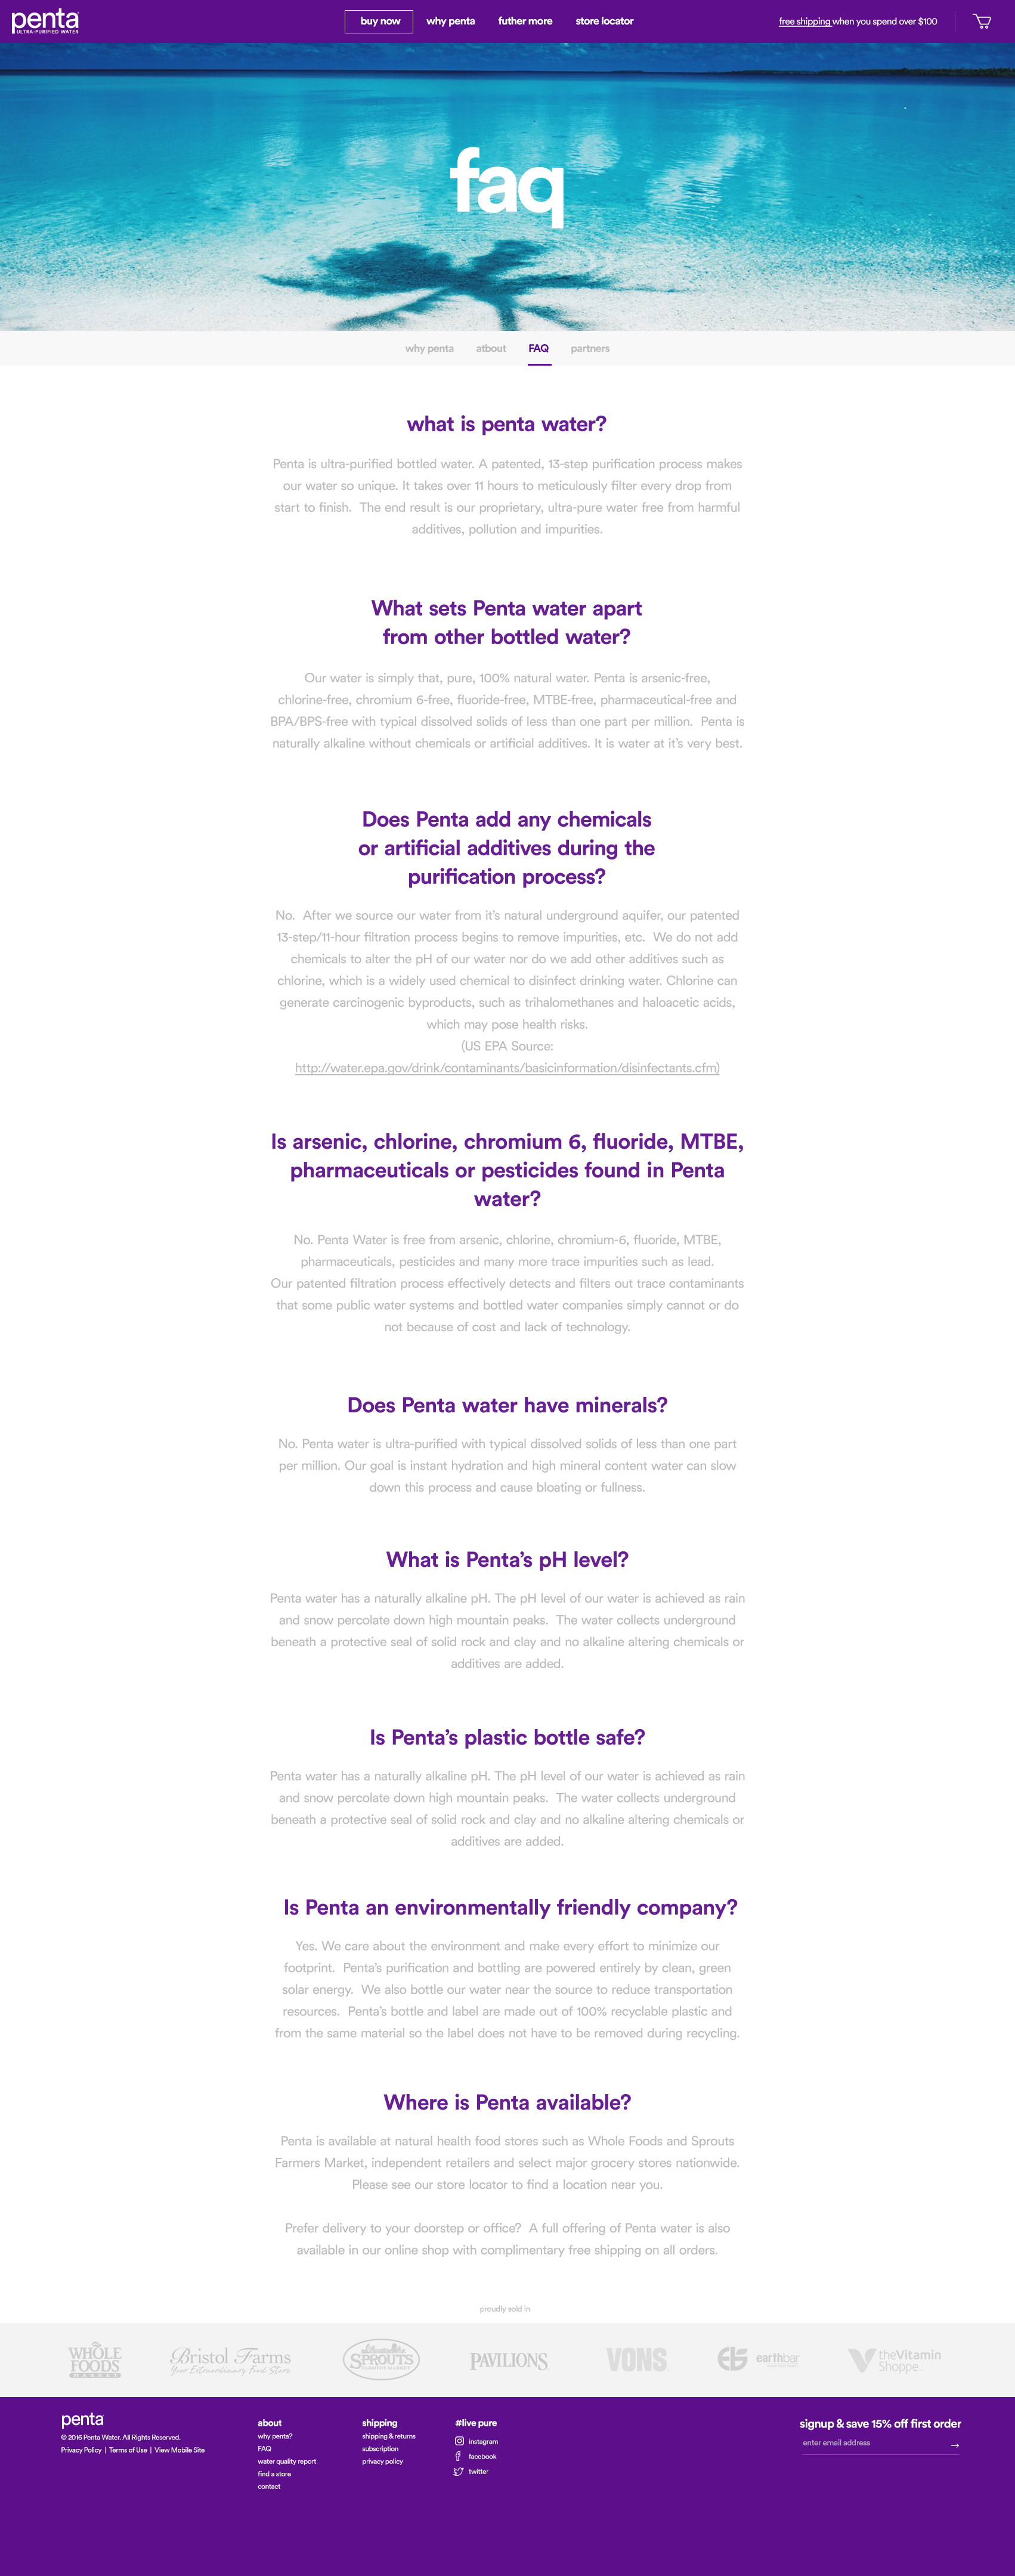 penta
ULTRA-PURIFIED WATER
buy now
why penta
futher more
store locator
free shipping when you spend over $100
faq
why penta
atbout
FAQ
partners
what is penta water?
Penta is ultra-purified bottled water. A patented, 13-step purification process makes
our water so unique. It takes over 11 hours to meticulously filter every drop from
start to finish.  The end result is our proprietary, ultra-pure water free from harmful
additives, pollution and impurities.
What sets Penta water apart
from other bottled water?
Our water is simply that, pure, 100% natural water. Penta is arsenic-free,
chlorine-free, chromium 6-free, fluoride-free, MTBE-free, pharmaceutical-free and
BPA/BPS-free with typical dissolved solids of less than one part per million.  Penta is
naturally alkaline without chemicals or artificial additives. It is water at it’s very best.
Does Penta add any chemicals
or artificial additives during the
purification process?
No.  After we source our water from it’s natural underground aquifer, our patented
13-step/11-hour filtration process begins to remove impurities, etc.  We do not add
chemicals to alter the pH of our water nor do we add other additives such as
chlorine, which is a widely used chemical to disinfect drinking water. Chlorine can
generate carcinogenic byproducts, such as trihalomethanes and haloacetic acids,
which may pose health risks.
(US EPA Source:
http://water.epa.gov/drink/contaminants/basicinformation/disinfectants.cfm)
Is arsenic, chlorine, chromium 6, fluoride, MTBE,
pharmaceuticals or pesticides found in Penta
water?
No. Penta Water is free from arsenic, chlorine, chromium-6, fluoride, MTBE,
pharmaceuticals, pesticides and many more trace impurities such as lead.
Our patented filtration process effectively detects and filters out trace contaminants
that some public water systems and bottled water companies simply cannot or do
not because of cost and lack of technology.
Does Penta water have minerals?
No. Penta water is ultra-purified with typical dissolved solids of less than one part
per million. Our goal is instant hydration and high mineral content water can slow
down this process and cause bloating or fullness.
What is Penta’s pH level?
Penta water has a naturally alkaline pH. The pH level of our water is achieved as rain
and snow percolate down high mountain peaks.  The water collects underground
beneath a protective seal of solid rock and clay and no alkaline altering chemicals or
additives are added.
Is Penta’s plastic bottle safe?
Penta water has a naturally alkaline pH. The pH level of our water is achieved as rain
and snow percolate down high mountain peaks.  The water collects underground
beneath a protective seal of solid rock and clay and no alkaline altering chemicals or
additives are added.
Is Penta an environmentally friendly company?
Yes. We care about the environment and make every effort to minimize our
footprint.  Penta’s purification and bottling are powered entirely by clean, green
solar energy.  We also bottle our water near the source to reduce transportation
resources.  Penta’s bottle and label are made out of 100% recyclable plastic and
from the same material so the label does not have to be removed during recycling.
Where is Penta available?
Penta is available at natural health food stores such as Whole Foods and Sprouts
Farmers Market, independent retailers and select major grocery stores nationwide.
Please see our store locator to find a location near you.
Prefer delivery to your doorstep or office?  A full offering of Penta water is also
available in our online shop with complimentary free shipping on all orders.
proudly sold in
WHOLE
FOODS
MARKET
Bristol Farms
Your Extraordinary Food Store
SPROUTS
FARMERS MARKET
PAVILIONS
VONS
earthbar
theVitamin
Shoppe
penta
© 2016 Penta Water. All Rights Reserved.
Privacy Policy | Terms of Use | View Mobile Site
about
why penta?
FAQ
water quality report
find a store
contact
shipping
shipping & returns
subscription
privacy policy
#live pure
instagram
facebook
twitter
signup & save 15% off first order
enter email address